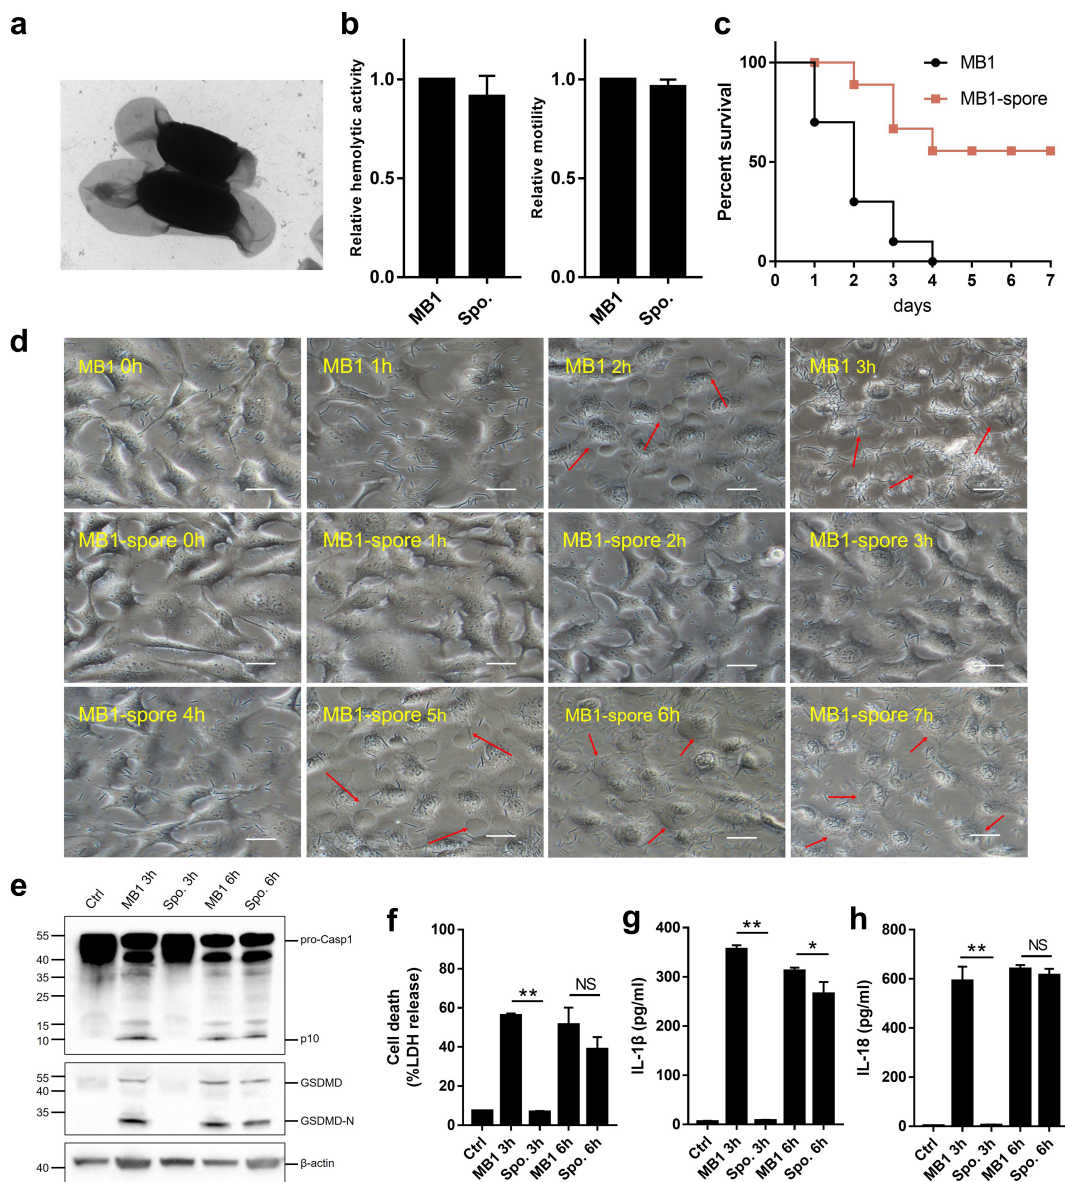 a
b
Relative hemolytic activity
1.0
0.5
0.0
MB1
Spo.
Relative motility
1.0
0.5
0.0
MB1
Spo.
c
Percent survival
100
50
0
0 1 2 3 4 5 6 7
days
MB1
MB1-spore
d
MB1 0h
MB1 1h
MB1 2h
MB1 3h
MB1-spore 0h
MB1-spore 1h
MB1-spore 2h
MB1-spore 3h
MB1-spore 4h
MB1-spore 5h
MB1-spore 6h
MB1-spore 7h
e
Ctrl
MB1 3h
Spo. 3h
MB1 6h
Spo. 6h
55
40
35
25
15
10
pro-Casp1
p10
55
40
35
GSDMD
GSDMD-N
40
β-actin
f
Cell death
(%LDH release)
100
80
60
40
20
0
**
NS
Ctrl
MB1 3h
Spo. 3h
MB1 6h
Spo. 6h
g
IL-1β (pg/ml)
400
300
200
100
0
**
*
Ctrl
MB1 3h
Spo. 3h
MB1 6h
Spo. 6h
h
IL-18 (pg/ml)
800
600
400
200
0
**
NS
Ctrl
MB1 3h
Spo. 3h
MB1 6h
Spo. 6h